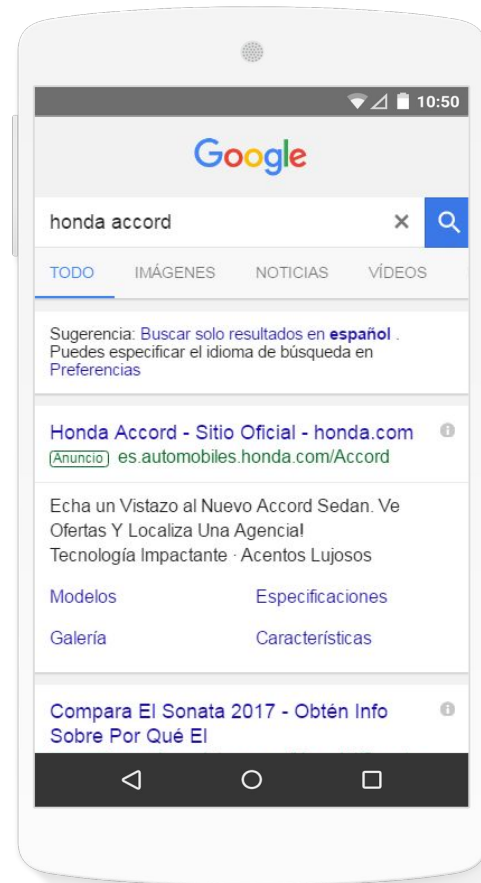 10:50
Google
honda accord
TODO IMÁGENES NOTICIAS VÍDEOS
Sugerencia: Buscar solo resultados en español .
Puedes especificar el idioma de búsqueda en
Preferencias
Honda Accord - Sitio Oficial - honda.com
Anuncio es.automobiles.honda.com/Accord
Echa un Vistazo al Nuevo Accord Sedan. Ve
Ofertas Y Localiza Una Agencia!
Tecnología Impactante · Acentos Lujosos
Modelos Especificaciones
Galería Características
Compara El Sonata 2017 - Obtén Info
Sobre Por Qué El